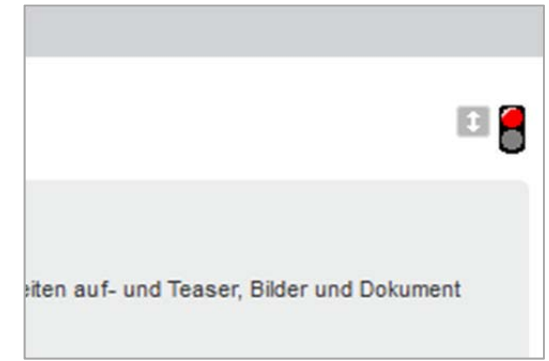 eiten auf- und Teaser, Bilder und Dokument